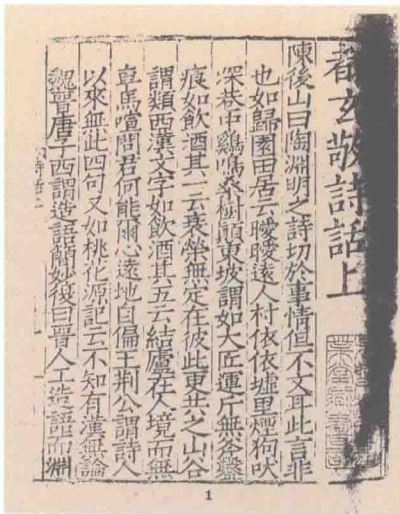 都玄敬詩話上
陳後山曰陶淵明之詩切於事情但不文耳此言非
也如歸園田居云曖曖遠人村依依墟里煙狗吠
深巷中鷄鳴桑樹顛東坡謂如大匠運斤無斧鑿
痕如飲酒其一云衰榮無定在彼此更共之山谷
謂類西漢文字如飲酒其五云結廬在人境而無
車馬喧問君何能爾心遠地自偏王荆公謂詩人
以來無此四句又如桃花源記云不知有漢無論
魏晉唐子西謂造語簡妙復曰晉人工造語而淵
1